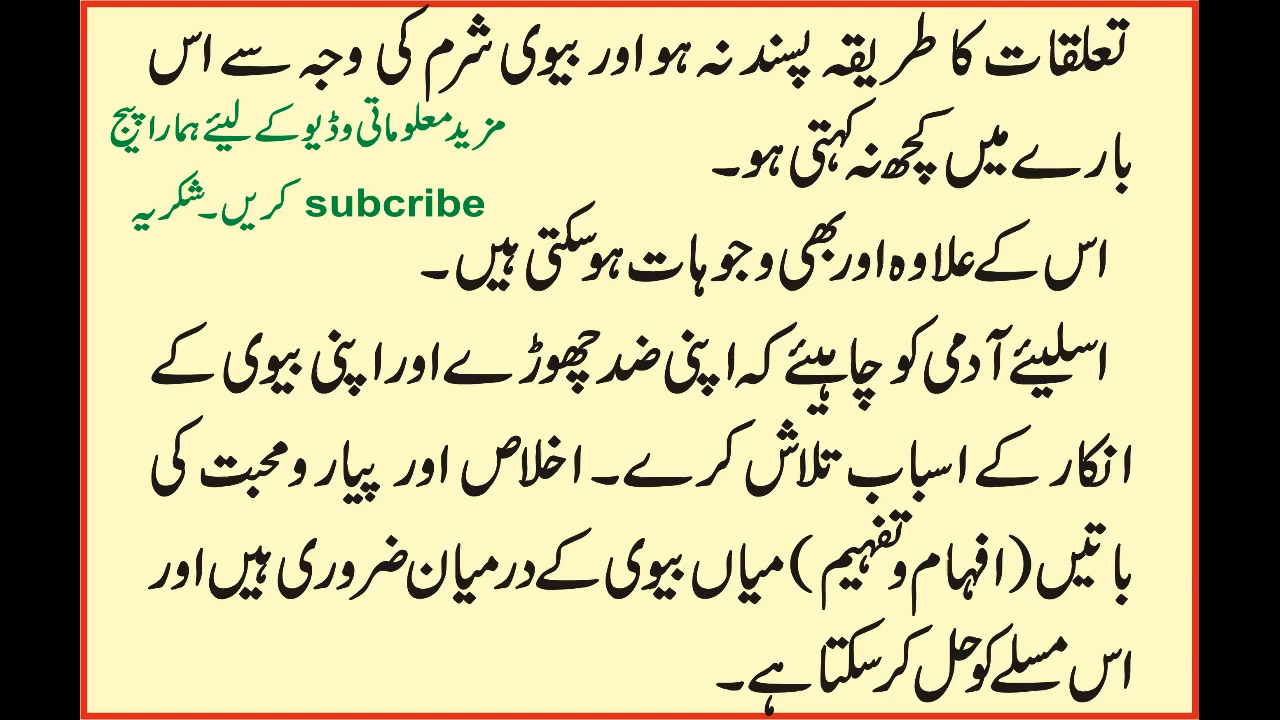 تعلقات کا طریقہ پسند نہ ہو اور بیوی شرم کی وجہ سے اس
بارے میں کچھ نہ کہتی ہو۔
مزید معلوماتی وڈیو کے لیئے ہمارا پیج
subcribe کریں۔شکریہ
اس کے علاوہ اور بھی وجوہات ہو سکتی ہیں۔
اسلیئے آدمی کو چاہیئے کہ اپنی ضد چھوڑے اور اپنی بیوی کے
انکار کے اسباب تلاش کرے۔ اخلاص اور پیار و محبت کی
باتیں (افہام و تفہیم) میاں بیوی کے درمیان ضروری ہیں اور
اس مسلے کو حل کر سکتا ہے۔